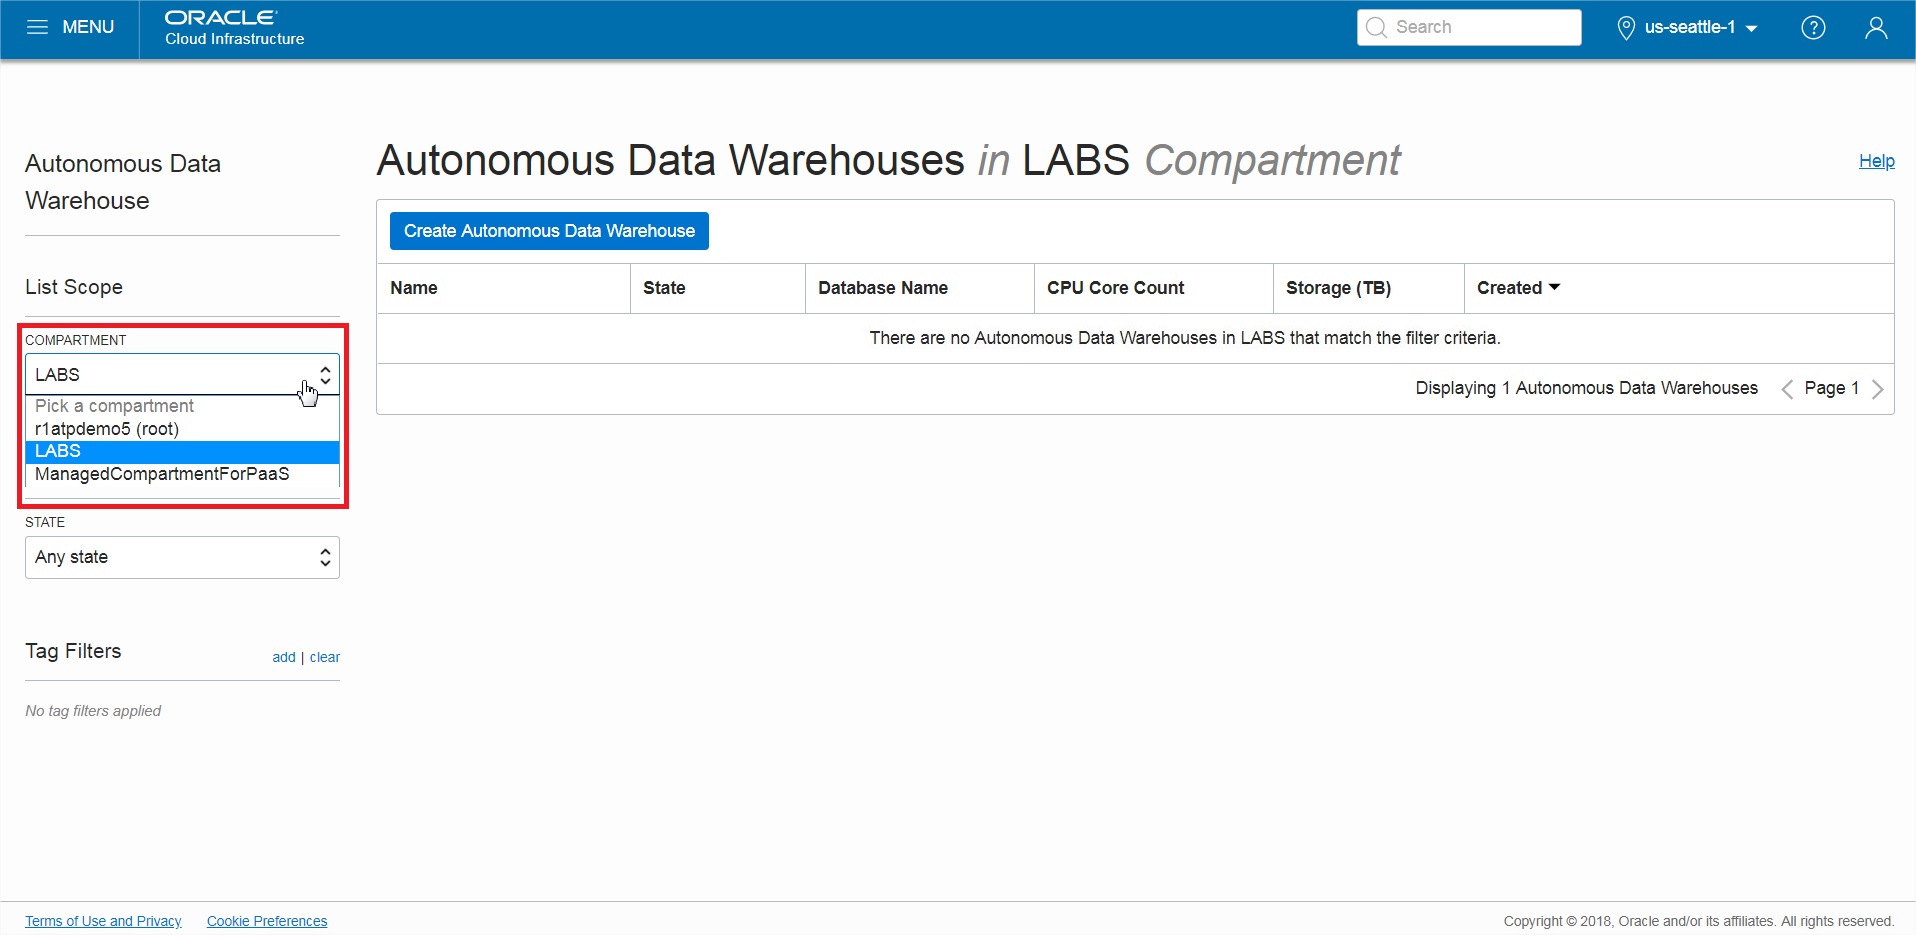 MENU
ORACLE
Cloud Infrastructure
Search
us-seattle-1
?
Autonomous Data
Warehouse
List Scope
COMPARTMENT
LABS
Pick a compartment
r1atpdemo5 (root)
LABS
ManagedCompartmentForPaaS
STATE
Any state
Tag Filters
add | clear
No tag filters applied
Autonomous Data Warehouses in LABS Compartment
Help
Create Autonomous Data Warehouse
Name State Database Name CPU Core Count Storage (TB) Created
There are no Autonomous Data Warehouses in LABS that match the filter criteria.
Displaying 1 Autonomous Data Warehouses Page 1
Terms of Use and Privacy Cookie Preferences
Copyright © 2018, Oracle and/or its affiliates. All rights reserved.